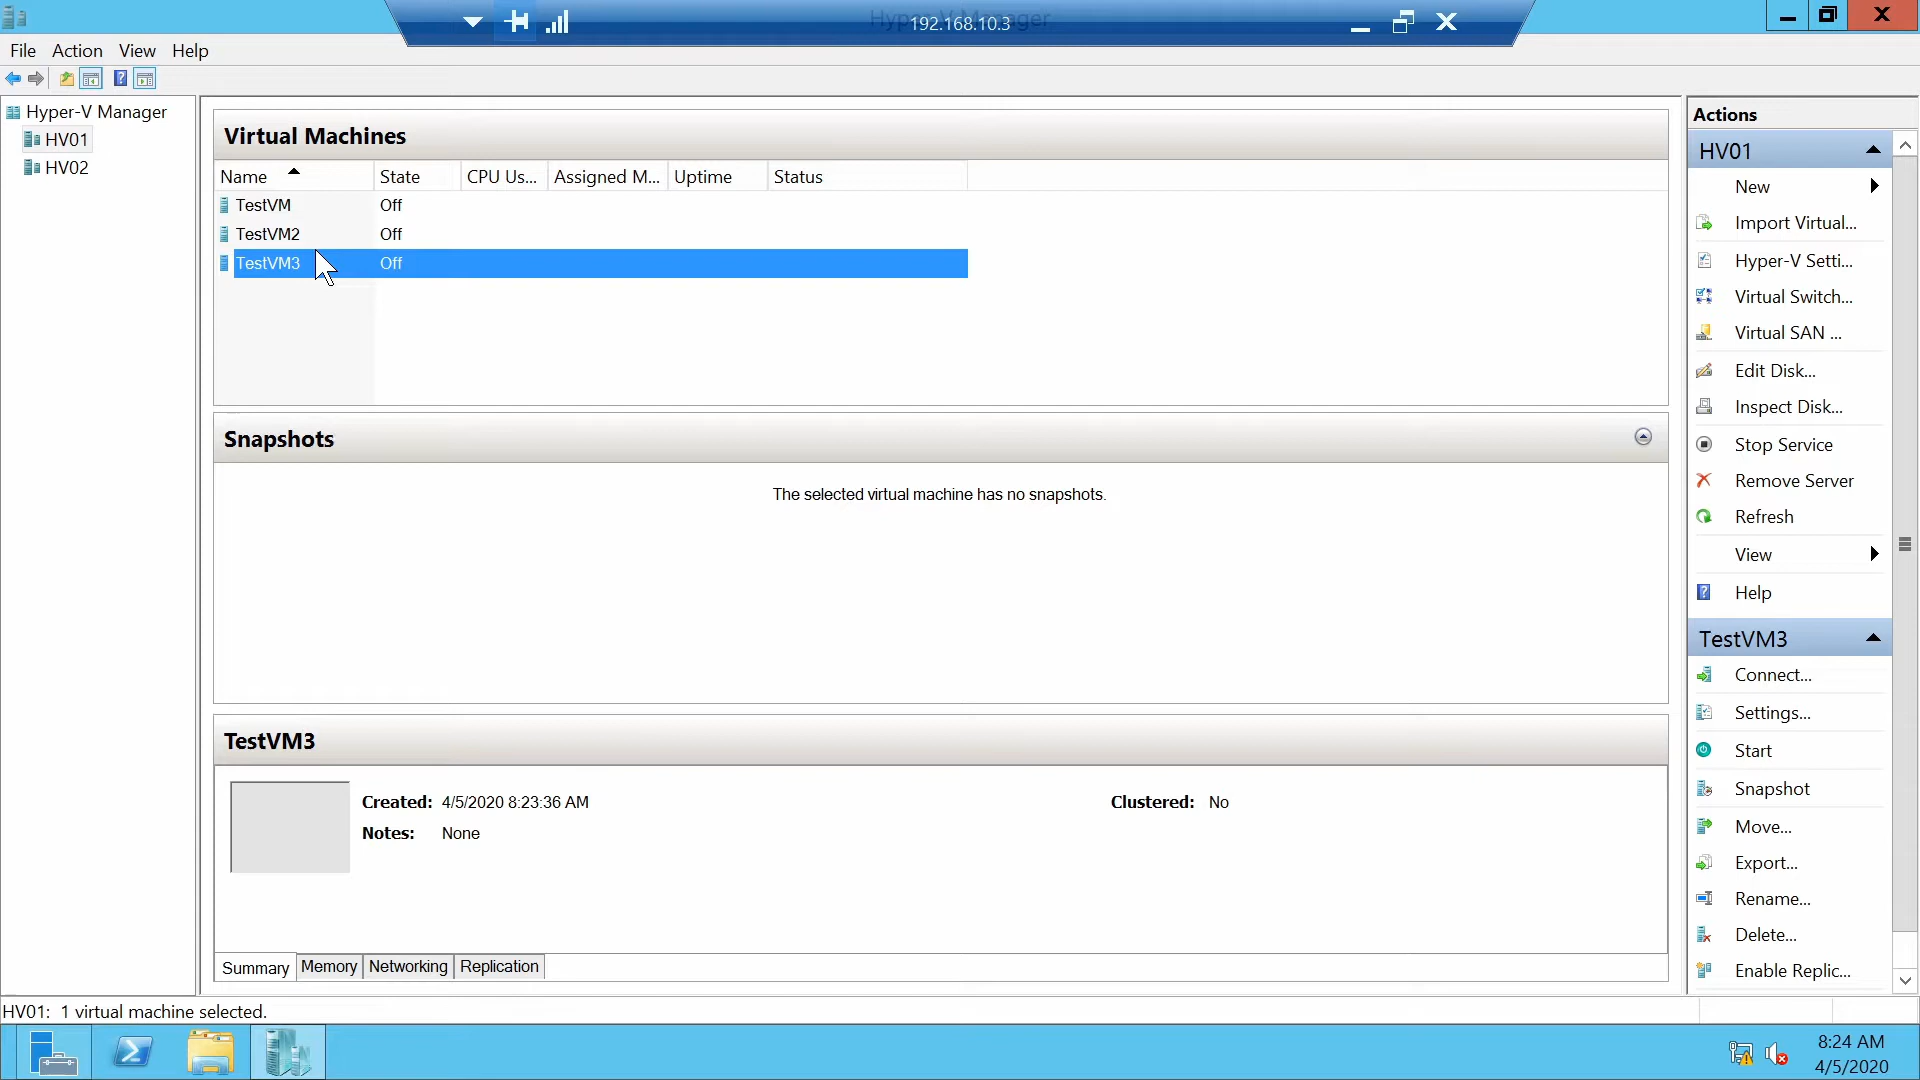 Hyper-V Manager
192.168.10.3
File Action View Help
Hyper-V Manager
HV01
HV02
Virtual Machines
Name State CPU Us... Assigned M... Uptime Status
TestVM Off
TestVM2 Off
TestVM3 Off
Snapshots
The selected virtual machine has no snapshots.
TestVM3
Created: 4/5/2020 8:23:36 AM Clustered: No
Notes: None
Summary Memory Networking Replication
Actions
HV01
New
Import Virtual...
Hyper-V Setti...
Virtual Switch...
Virtual SAN ...
Edit Disk...
Inspect Disk...
Stop Service
Remove Server
Refresh
View
Help
TestVM3
Connect...
Settings...
Start
Snapshot
Move...
Export...
Rename...
Delete...
Enable Replic...
HV01: 1 virtual machine selected.
8:24 AM
4/5/2020